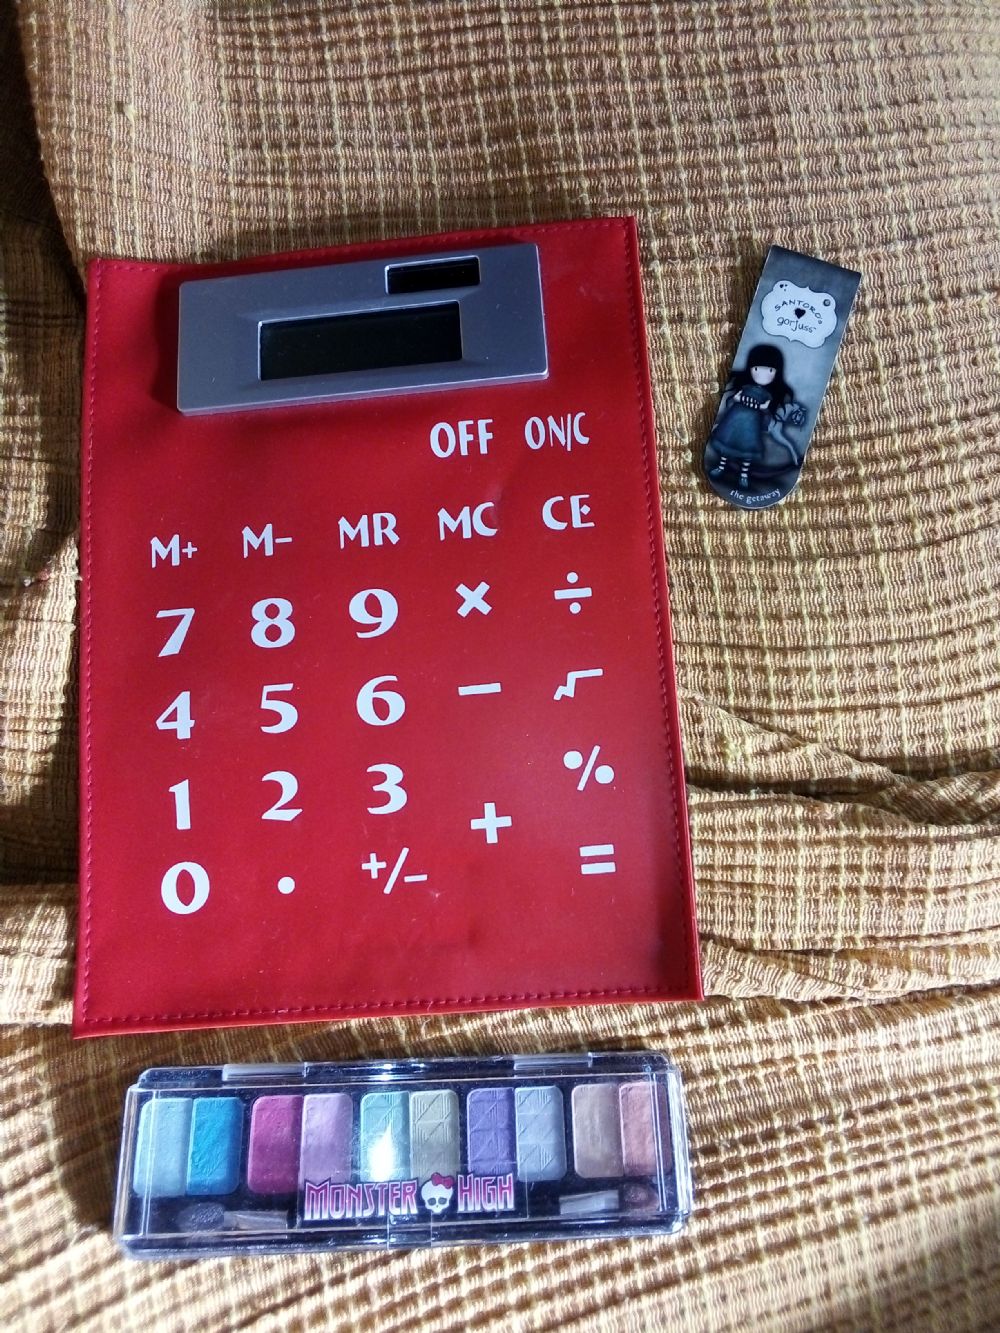 SANTORO
gorjuss
the getaway
OFF ON/C
M+ M- MR MC CE
7 8 9 × ÷
4 5 6 - √
1 2 3 + %
0 . +/- =
MONSTER HIGH